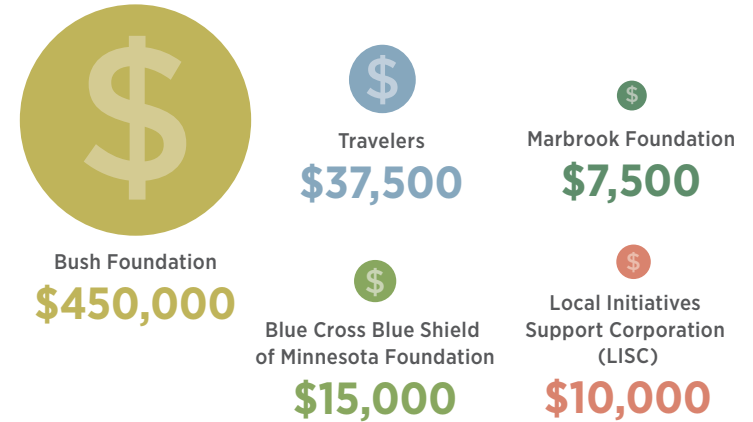 $
Bush Foundation
$450,000
$
Travelers
$37,500
$
Marbrook Foundation
$7,500
$
Blue Cross Blue Shield
of Minnesota Foundation
$15,000
$
Local Initiatives
Support Corporation
(LISC)
$10,000